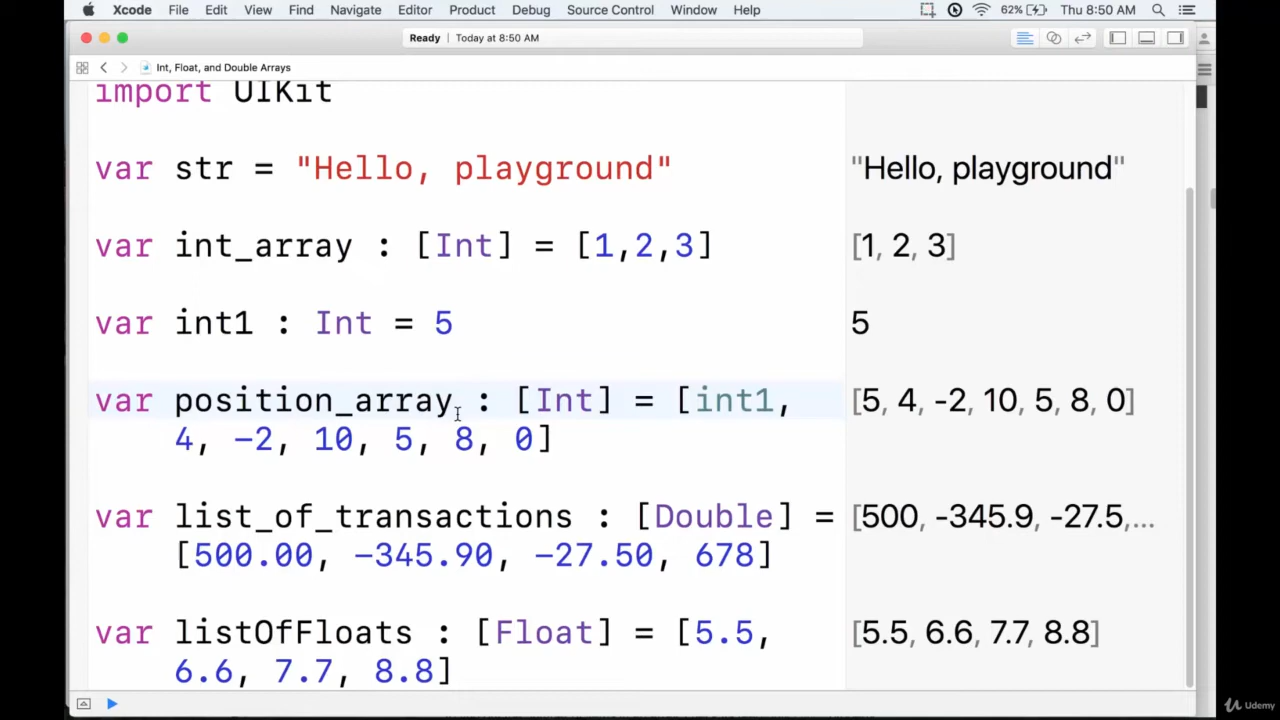 Xcode File Edit View Find Navigate Editor Product Debug Source Control Window Help 62% Thu 8:50 AM
Ready | Today at 8:50 AM
Int, Float, and Double Arrays
import UIKit
var str = "Hello, playground" "Hello, playground"
var int_array : [Int] = [1,2,3] [1, 2, 3]
var int1 : Int = 5 5
var position_array : [Int] = [int1, [5, 4, -2, 10, 5, 8, 0]
4, -2, 10, 5, 8, 0]
var list_of_transactions : [Double] = [500, -345.9, -27.5,...
[500.00, -345.90, -27.50, 678]
var listOfFloats : [Float] = [5.5, [5.5, 6.6, 7.7, 8.8]
6.6, 7.7, 8.8]
Udemy